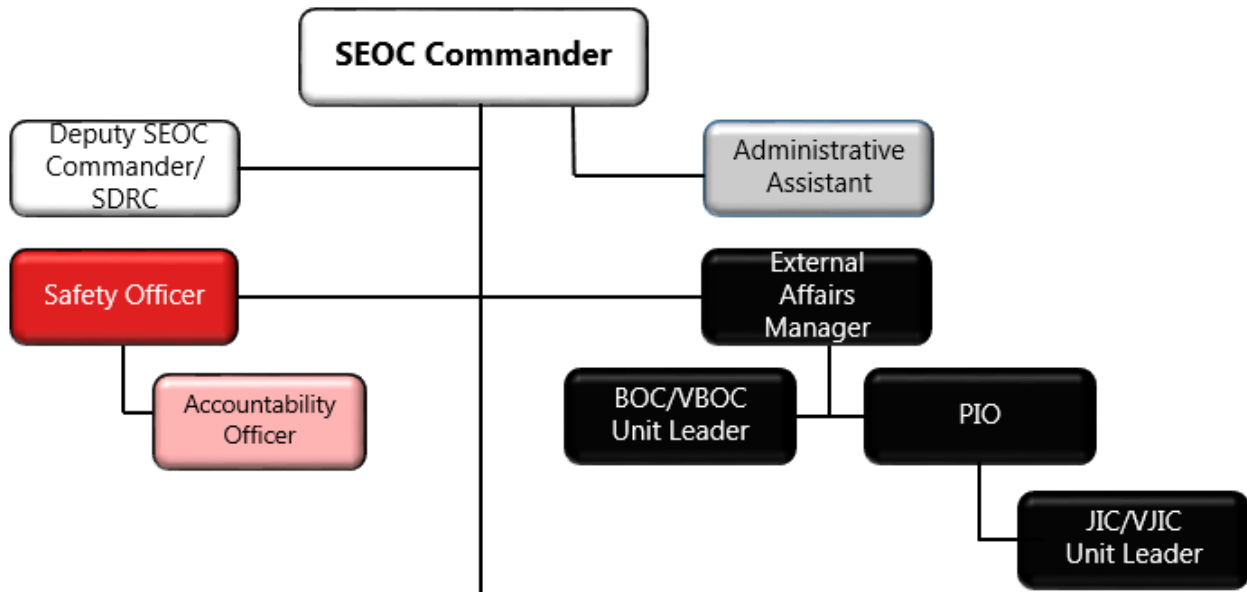 SEOC Commander
Deputy SEOC
Commander/
SDRC
Administrative
Assistant
Safety Officer
External
Affairs
Manager
Accountability
Officer
BOC/VBOC
Unit Leader
PIO
JIC/VJIC
Unit Leader